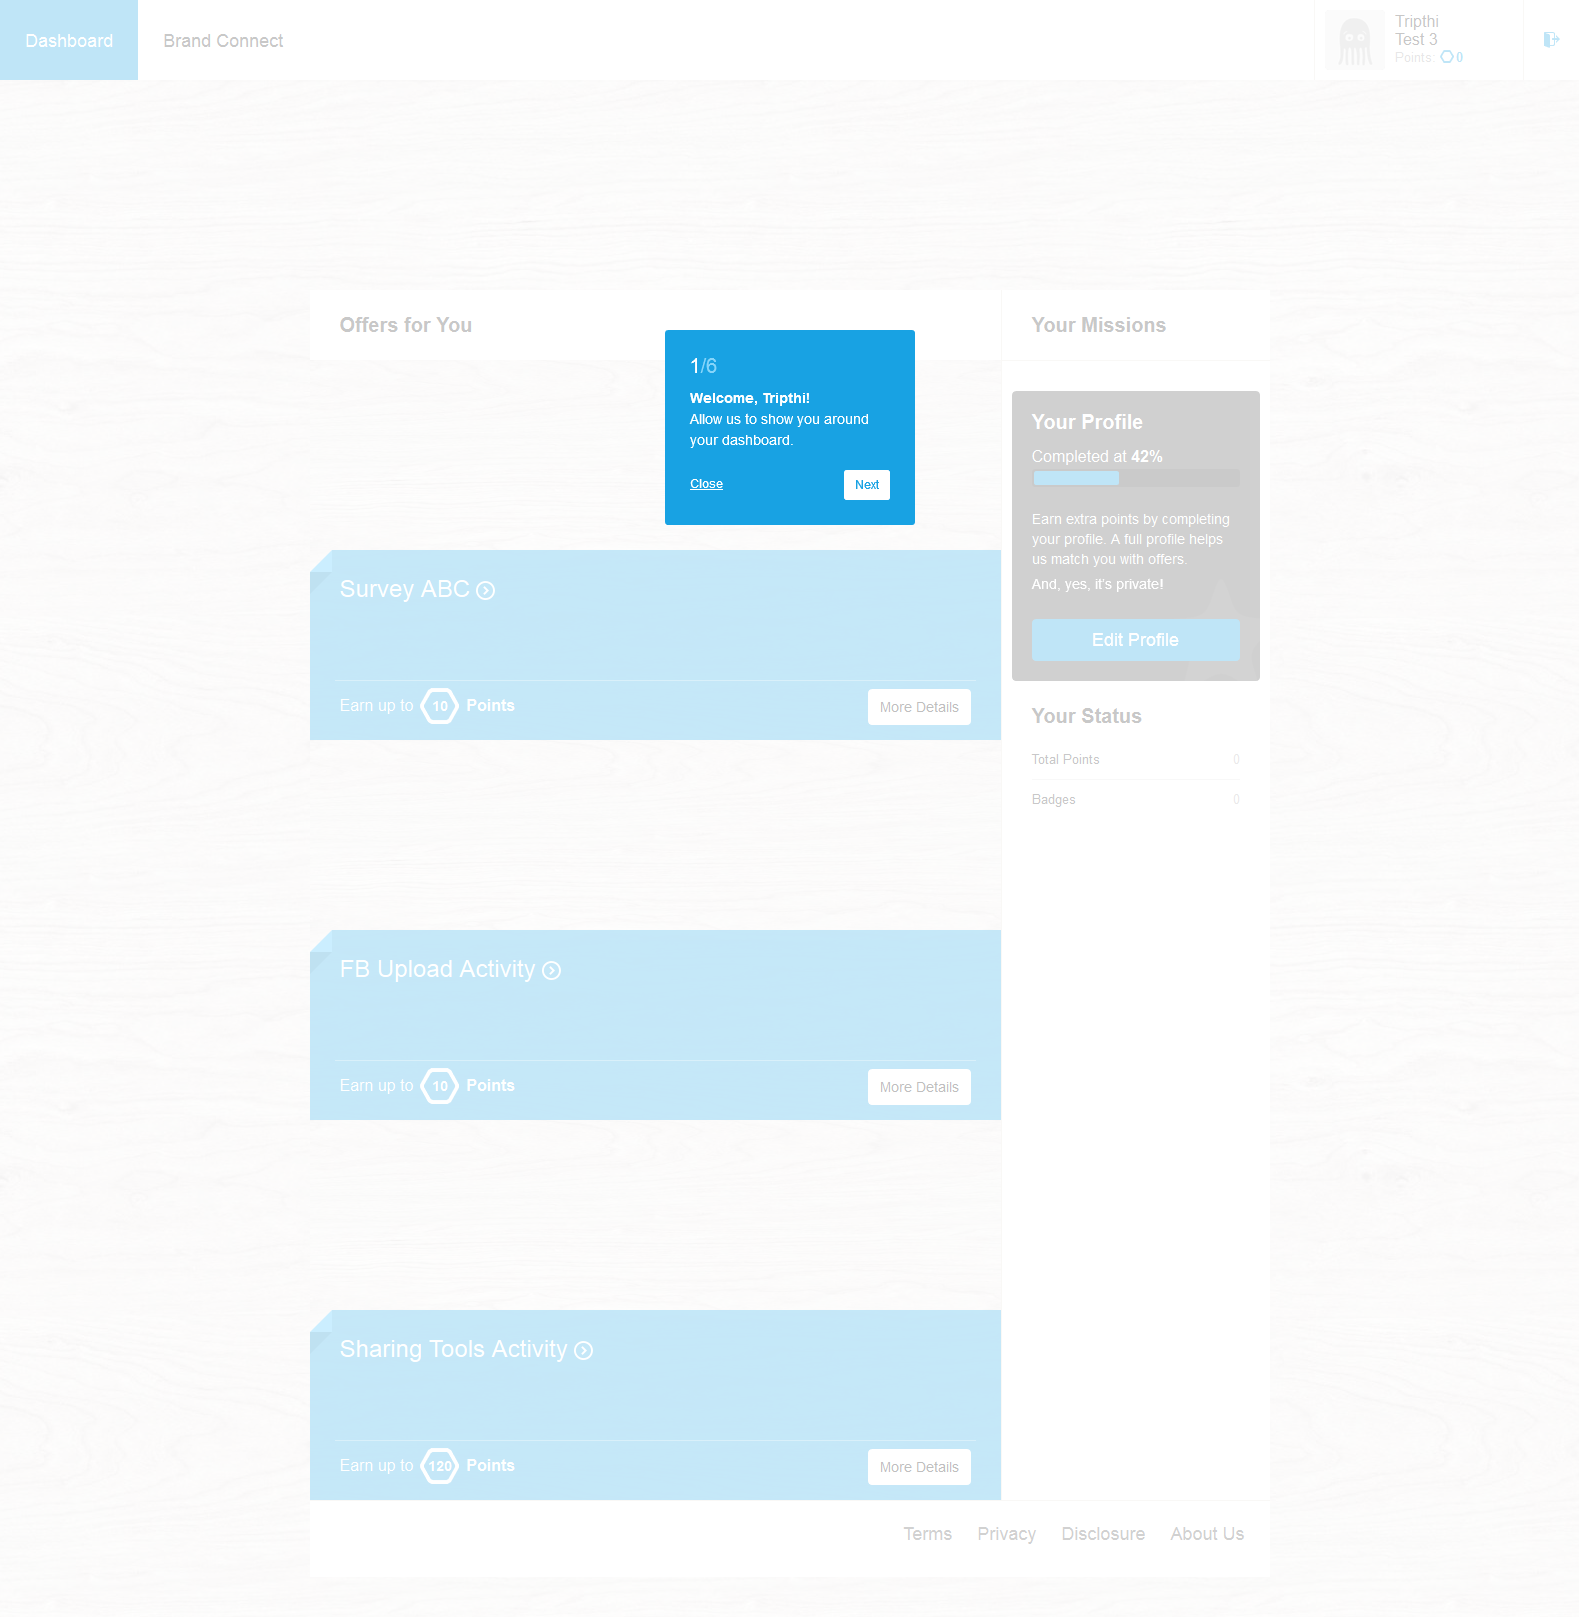 Dashboard
Brand Connect
Tripthi
Test 3
Points: 0
Offers for You
Your Missions
1/6
Welcome, Tripthi!
Allow us to show you around
your dashboard.
Close
Next
Your Profile
Completed at 42%
Earn extra points by completing
your profile. A full profile helps
us match you with offers.
And, yes, it's private!
Edit Profile
Survey ABC
Earn up to 10 Points
More Details
Your Status
Total Points 0
Badges 0
FB Upload Activity
Earn up to 10 Points
More Details
Sharing Tools Activity
Earn up to 120 Points
More Details
Terms Privacy Disclosure About Us